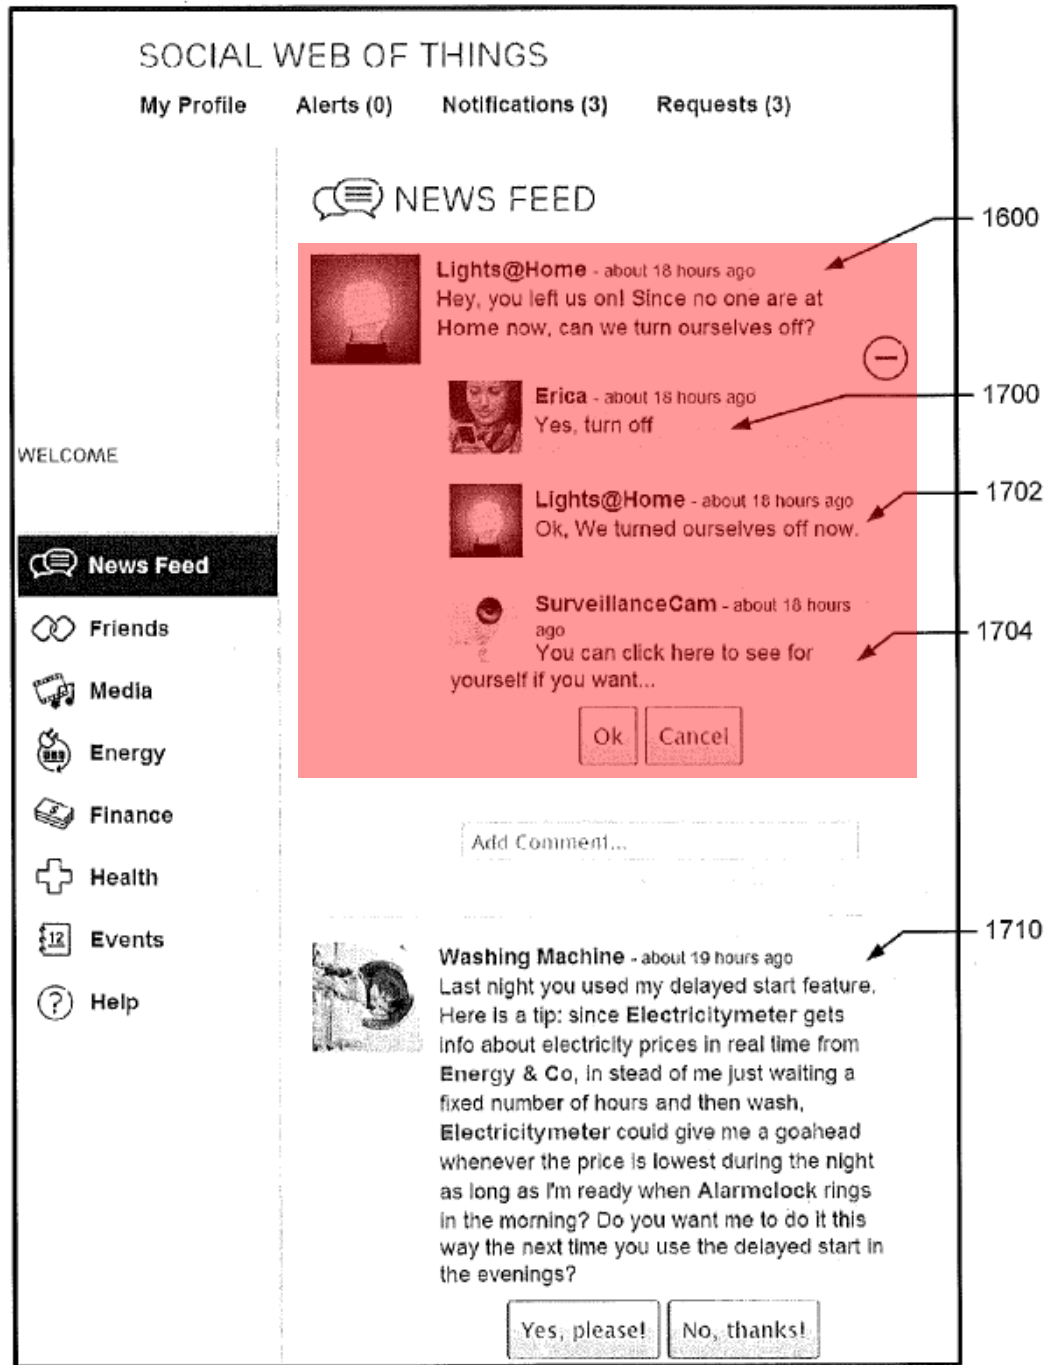 SOCIAL WEB OF THINGS
My Profile Alerts (0) Notifications (3) Requests (3)
NEWS FEED
1600
Lights@Home - about 18 hours ago
Hey, you left us on! Since no one are at
Home now, can we turn ourselves off?
Erica - about 18 hours ago
1700
Yes, turn off
WELCOME
Lights@Home - about 18 hours ago
1702
Ok, We turned ourselves off now.
News Feed
SurveillanceCam - about 18 hours
ago
1704
You can click here to see for
yourself if you want...
Ok Cancel
Friends
Media
Energy
Finance
Health
12 Events
? Help
Add Comment...
1710
Washing Machine - about 19 hours ago
Last night you used my delayed start feature.
Here is a tip: since Electricitymeter gets
info about electricity prices in real time from
Energy & Co, in stead of me just waiting a
fixed number of hours and then wash,
Electricitymeter could give me a goahead
whenever the price is lowest during the night
as long as I'm ready when Alarmclock rings
in the morning? Do you want me to do it this
way the next time you use the delayed start in
the evenings?
Yes, please! No, thanks!